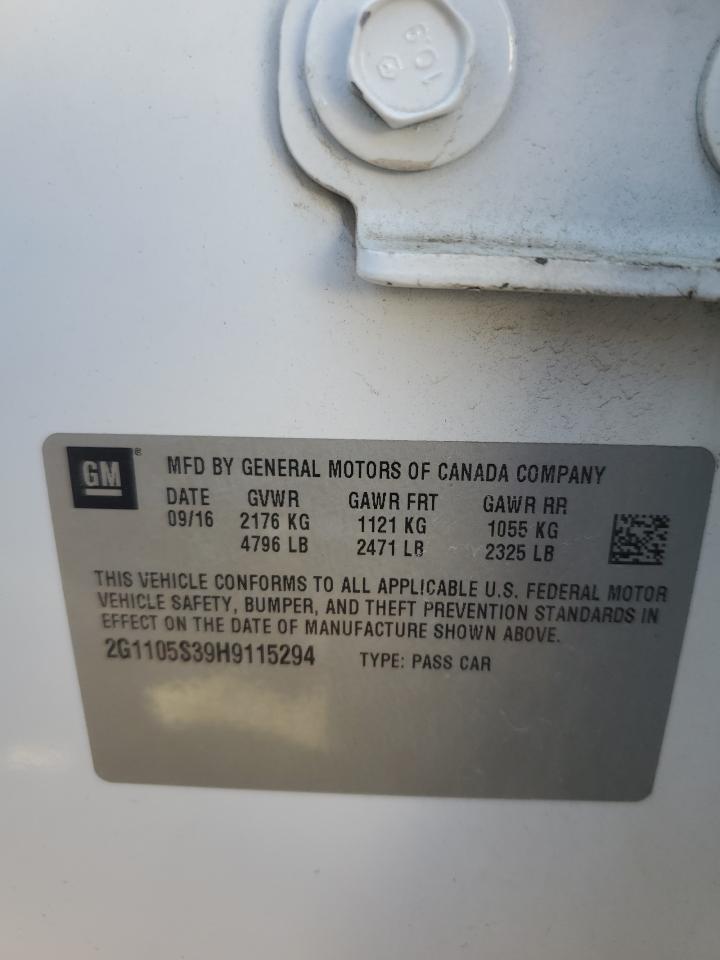 10.9
GM®
MFD BY GENERAL MOTORS OF CANADA COMPANY
DATE GVWR GAWR FRT GAWR RR
09/16 2176 KG 1121 KG 1055 KG
4796 LB 2471 LB 2325 LB
THIS VEHICLE CONFORMS TO ALL APPLICABLE U.S. FEDERAL MOTOR
VEHICLE SAFETY, BUMPER, AND THEFT PREVENTION STANDARDS IN
EFFECT ON THE DATE OF MANUFACTURE SHOWN ABOVE.
2G1105S39H9115294 TYPE: PASS CAR